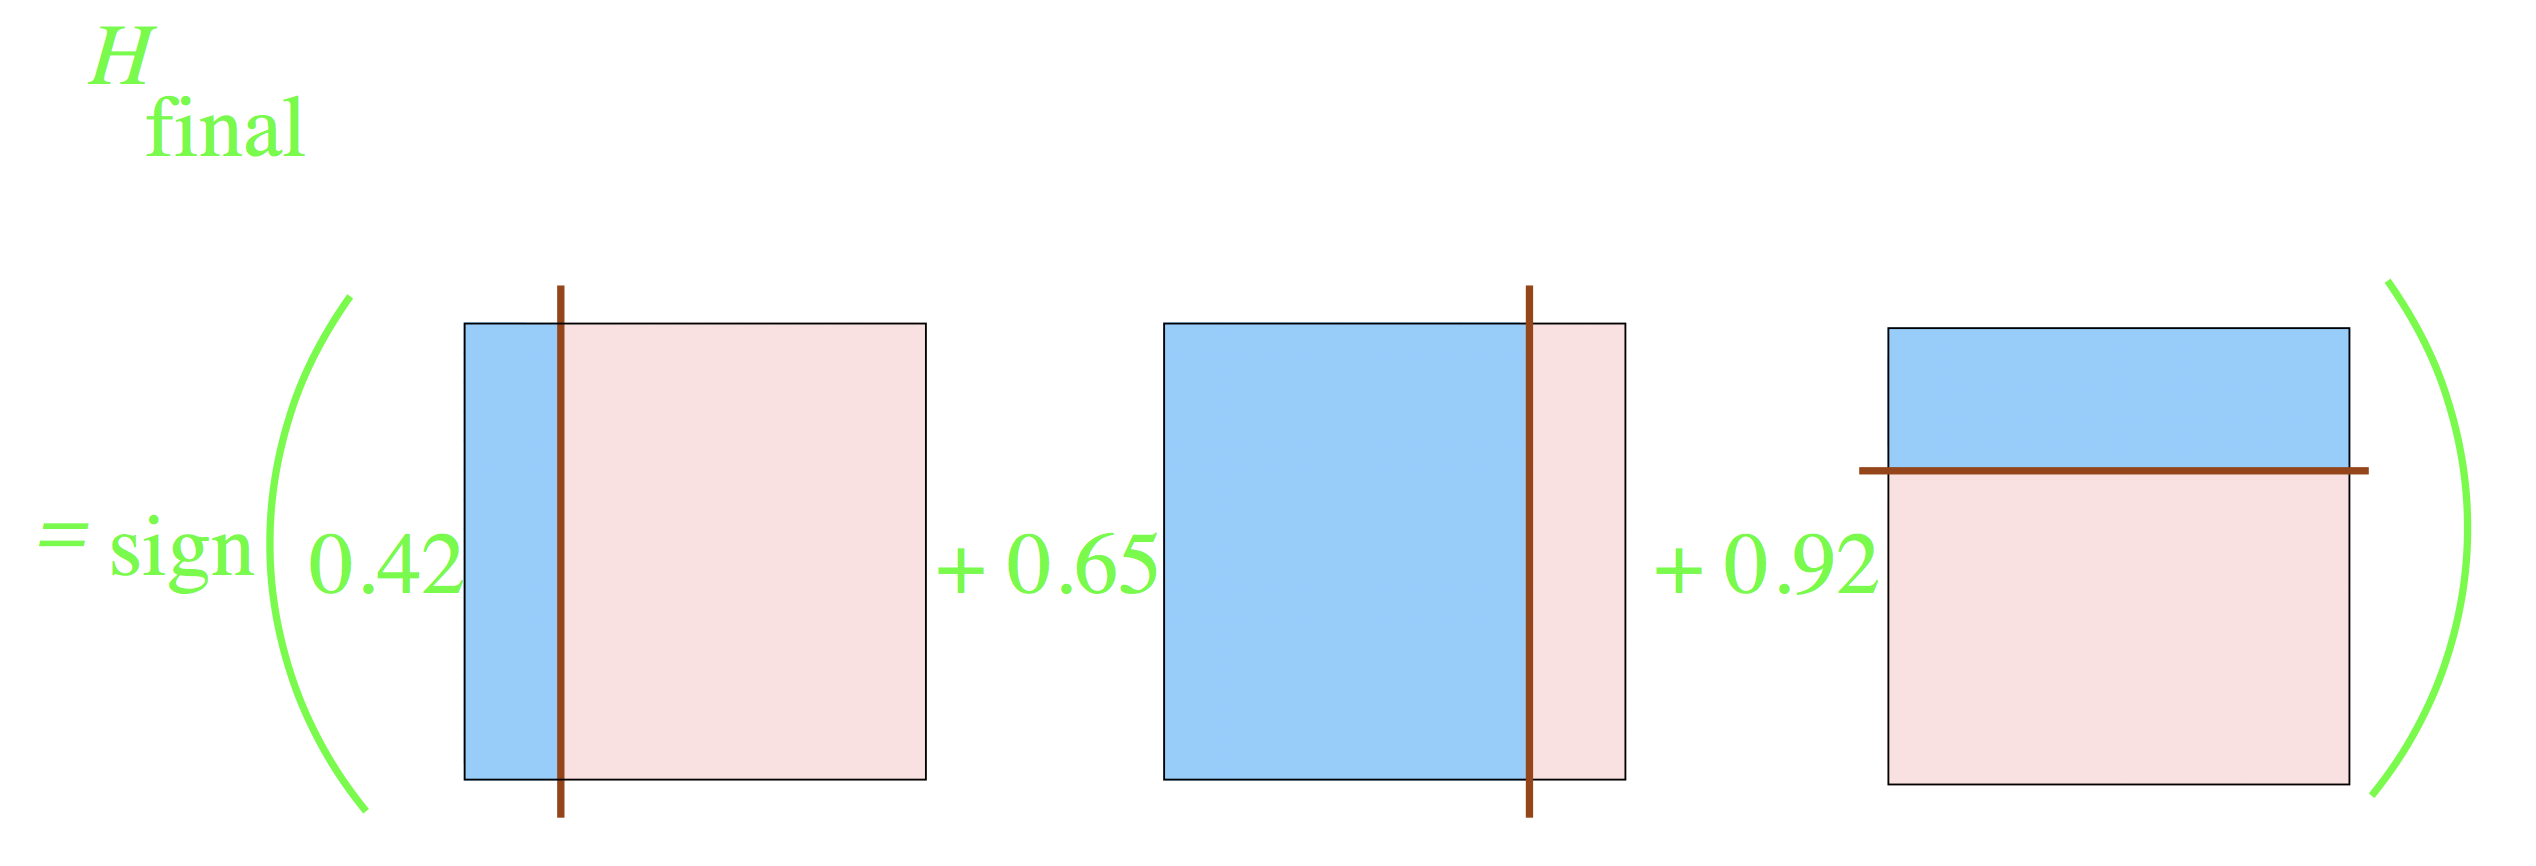 H
final
= sign ( 0.42 + 0.65 + 0.92 )